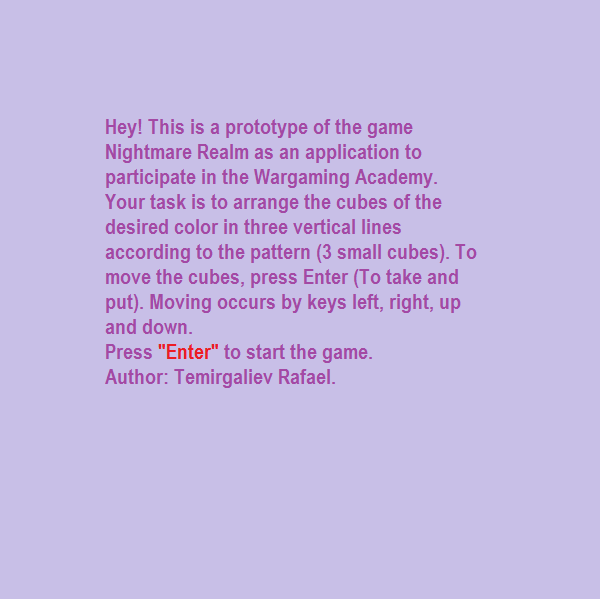 Hey! This is a prototype of the game
Nightmare Realm as an application to
participate in the Wargaming Academy.
Your task is to arrange the cubes of the
desired color in three vertical lines
according to the pattern (3 small cubes). To
move the cubes, press Enter (To take and
put). Moving occurs by keys left, right, up
and down.
Press "Enter" to start the game.
Author: Temirgaliev Rafael.